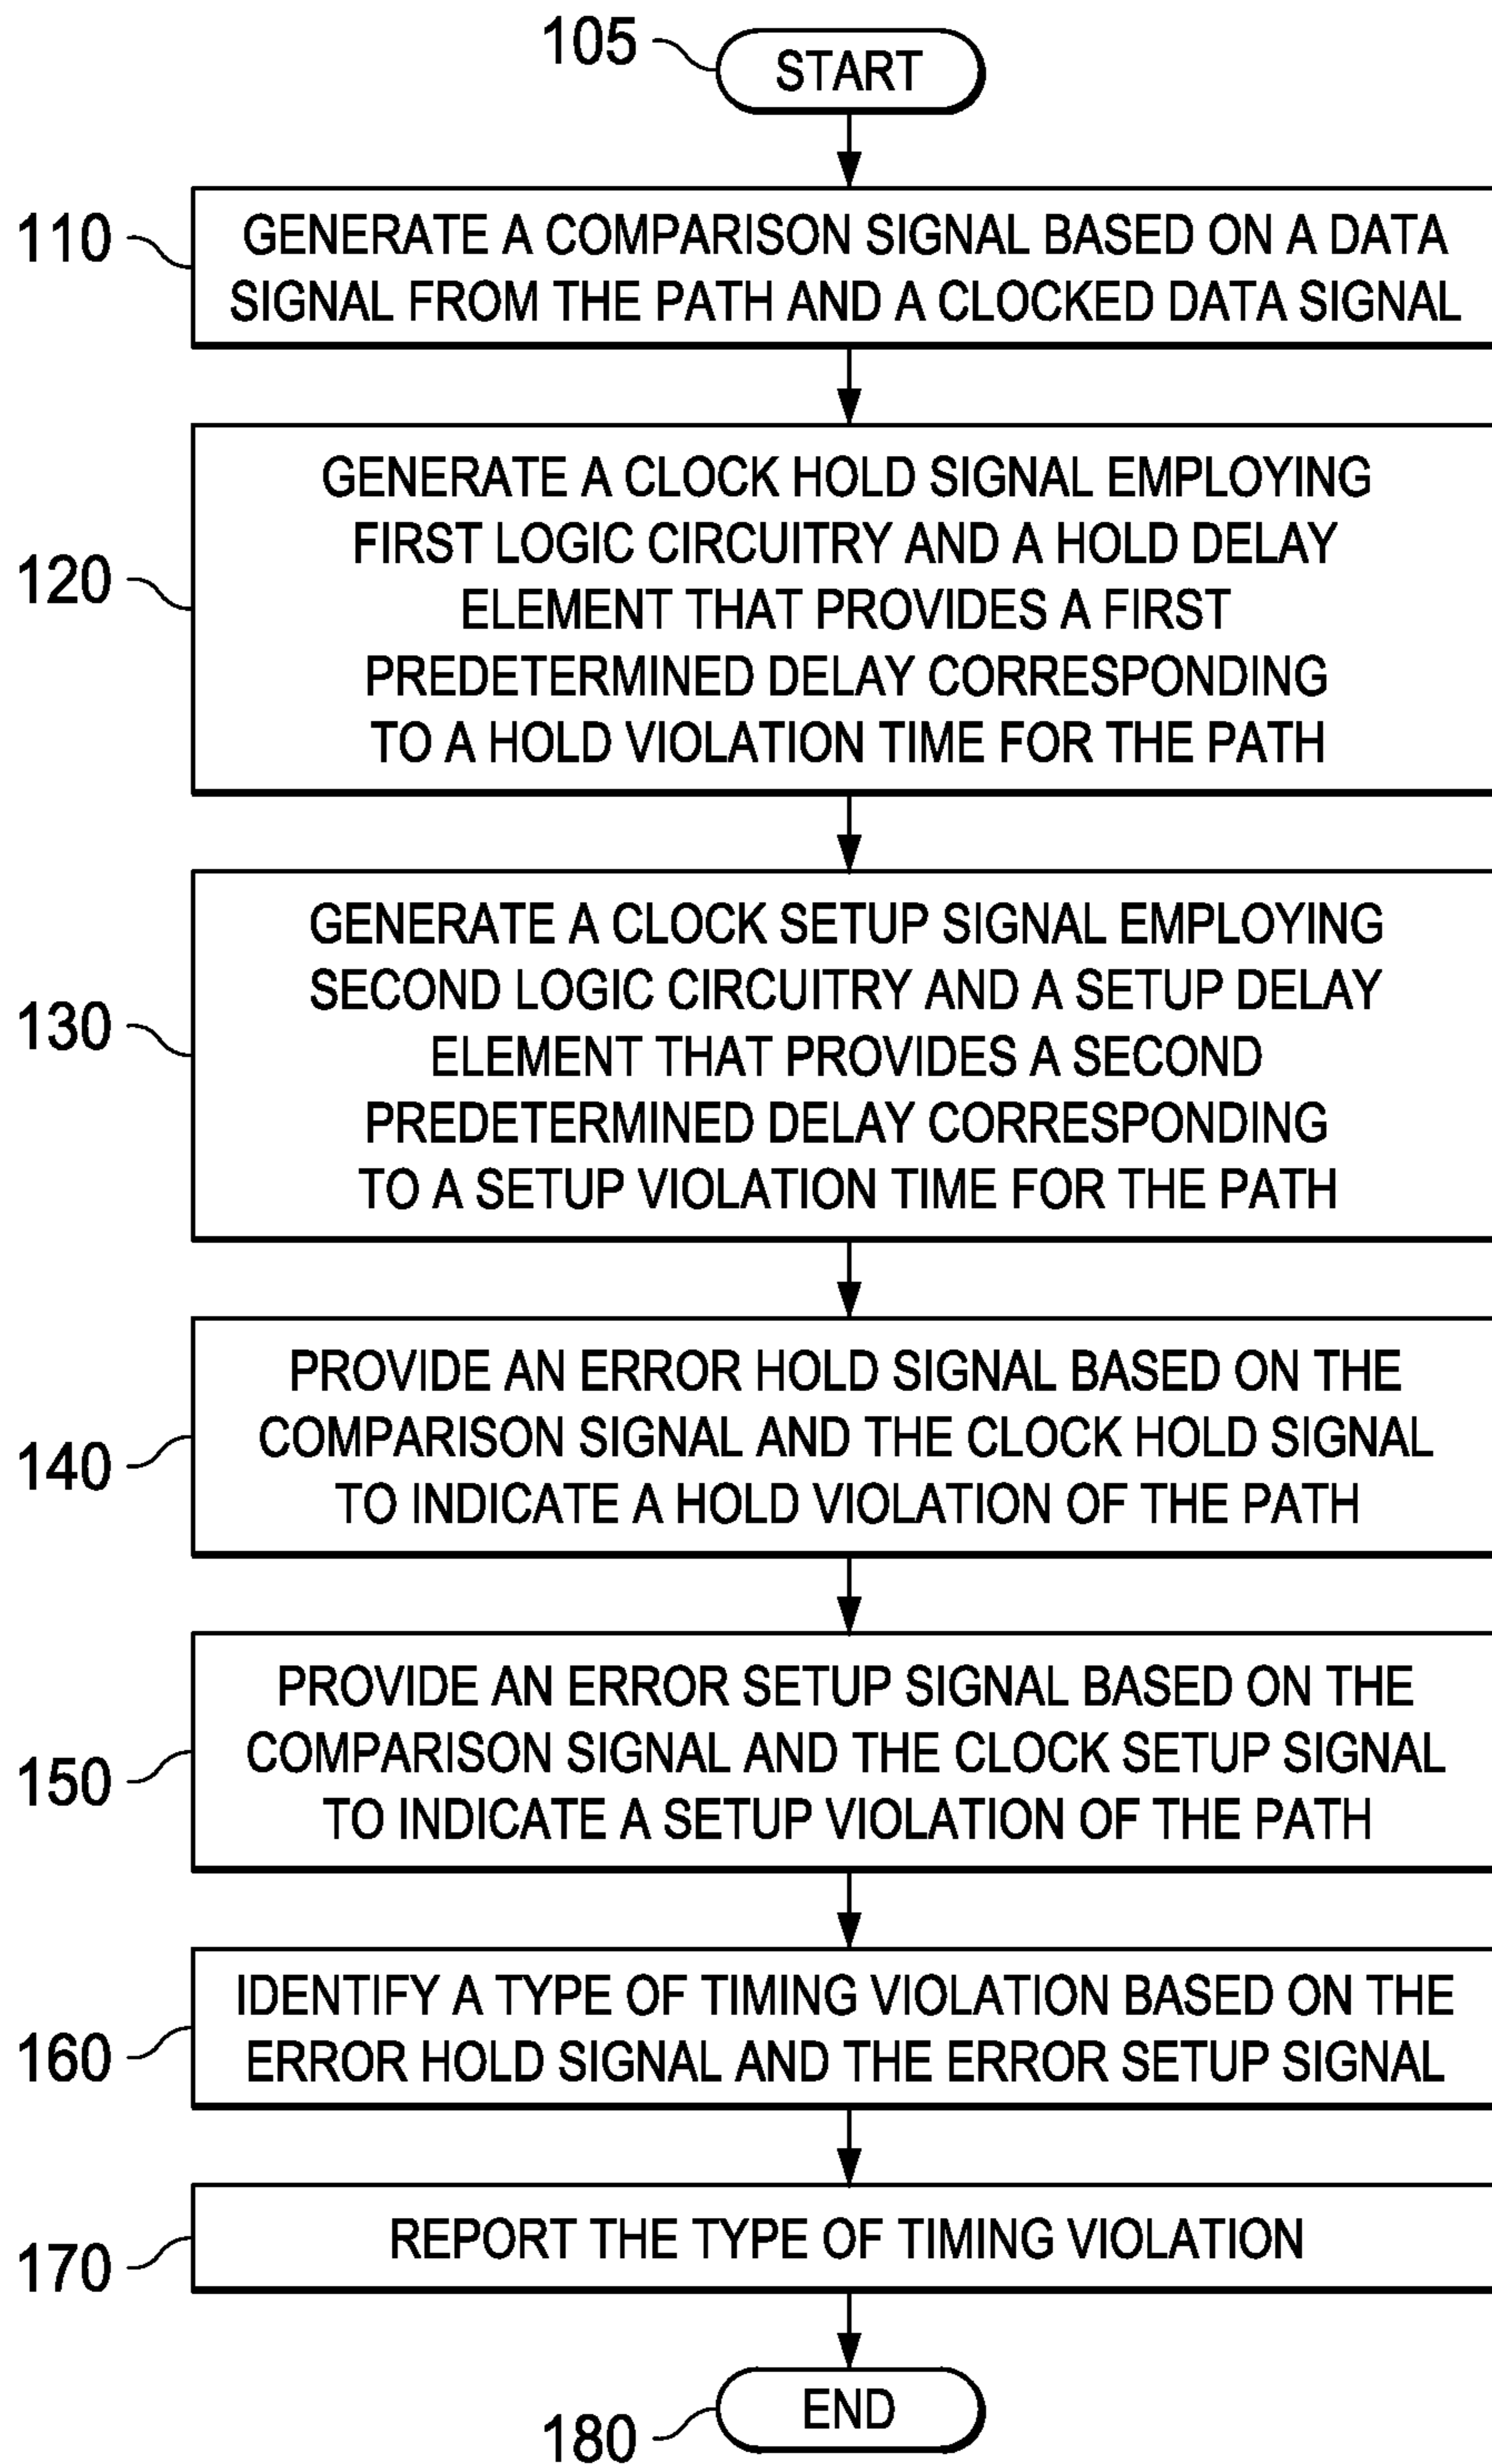 105
START
110
GENERATE A COMPARISON SIGNAL BASED ON A DATA
SIGNAL FROM THE PATH AND A CLOCKED DATA SIGNAL
120
GENERATE A CLOCK HOLD SIGNAL EMPLOYING
FIRST LOGIC CIRCUITRY AND A HOLD DELAY
ELEMENT THAT PROVIDES A FIRST
PREDETERMINED DELAY CORRESPONDING
TO A HOLD VIOLATION TIME FOR THE PATH
130
GENERATE A CLOCK SETUP SIGNAL EMPLOYING
SECOND LOGIC CIRCUITRY AND A SETUP DELAY
ELEMENT THAT PROVIDES A SECOND
PREDETERMINED DELAY CORRESPONDING
TO A SETUP VIOLATION TIME FOR THE PATH
140
PROVIDE AN ERROR HOLD SIGNAL BASED ON THE
COMPARISON SIGNAL AND THE CLOCK HOLD SIGNAL
TO INDICATE A HOLD VIOLATION OF THE PATH
150
PROVIDE AN ERROR SETUP SIGNAL BASED ON THE
COMPARISON SIGNAL AND THE CLOCK SETUP SIGNAL
TO INDICATE A SETUP VIOLATION OF THE PATH
160
IDENTIFY A TYPE OF TIMING VIOLATION BASED ON THE
ERROR HOLD SIGNAL AND THE ERROR SETUP SIGNAL
170
REPORT THE TYPE OF TIMING VIOLATION
180
END